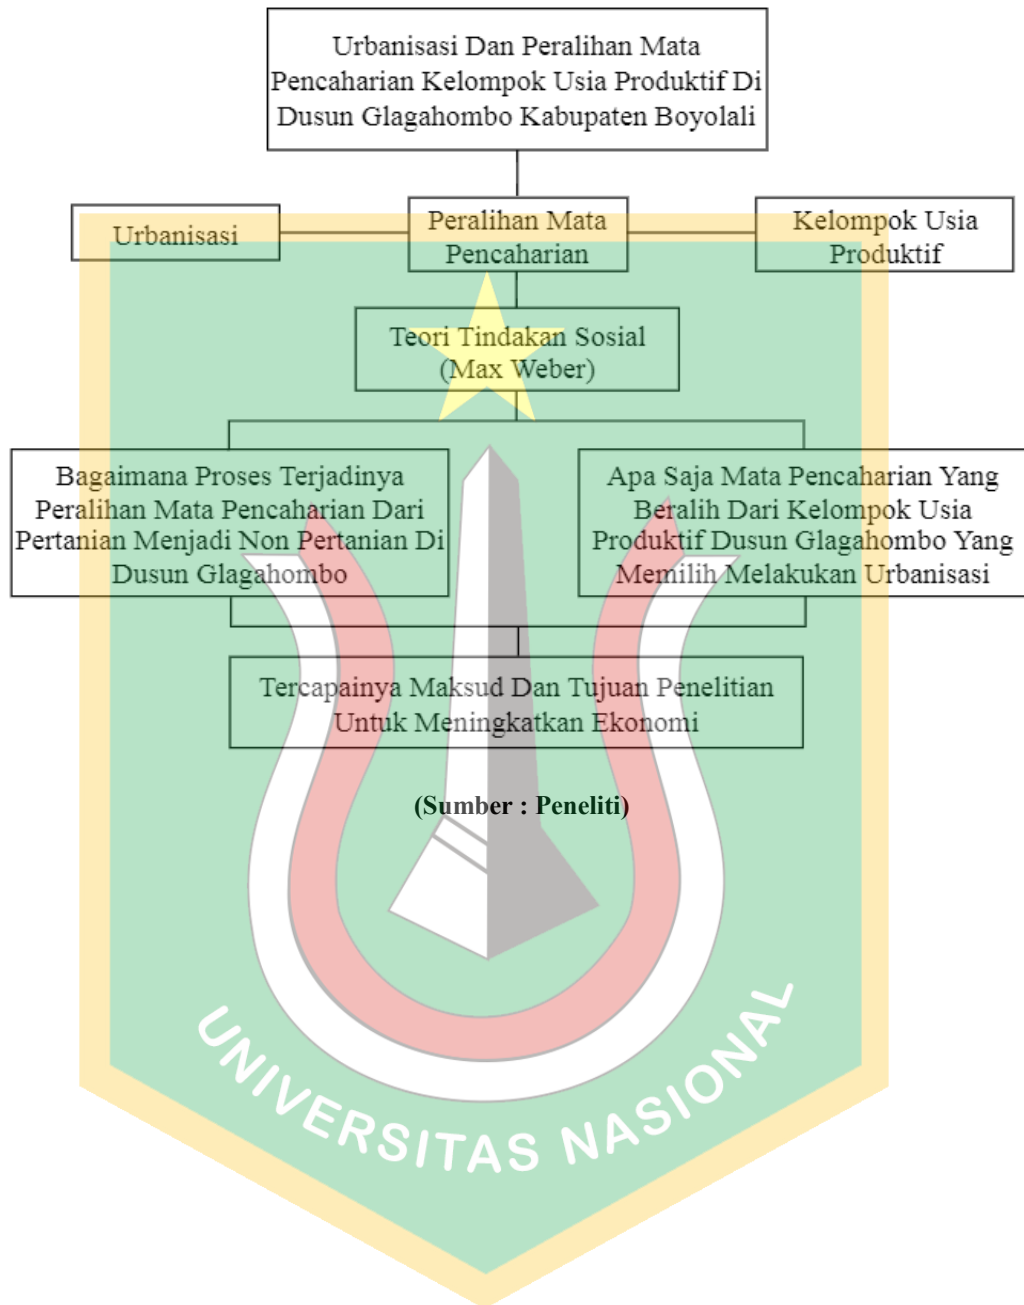 Urbanisasi Dan Peralihan Mata
Pencaharian Kelompok Usia Produktif Di
Dusun Glagahombo Kabupaten Boyolali
Urbanisasi
Peralihan Mata
Pencaharian
Kelompok Usia
Produktif
Teori Tindakan Sosial
(Max Weber)
Bagaimana Proses Terjadinya
Peralihan Mata Pencaharian Dari
Pertanian Menjadi Non Pertanian Di
Dusun Glagahombo
Apa Saja Mata Pencaharian Yang
Beralih Dari Kelompok Usia
Produktif Dusun Glagahombo Yang
Memilih Melakukan Urbanisasi
Tercapainya Maksud Dan Tujuan Penelitian
Untuk Meningkatkan Ekonomi
(Sumber : Peneliti)
UNIVERSITAS NASIONAL